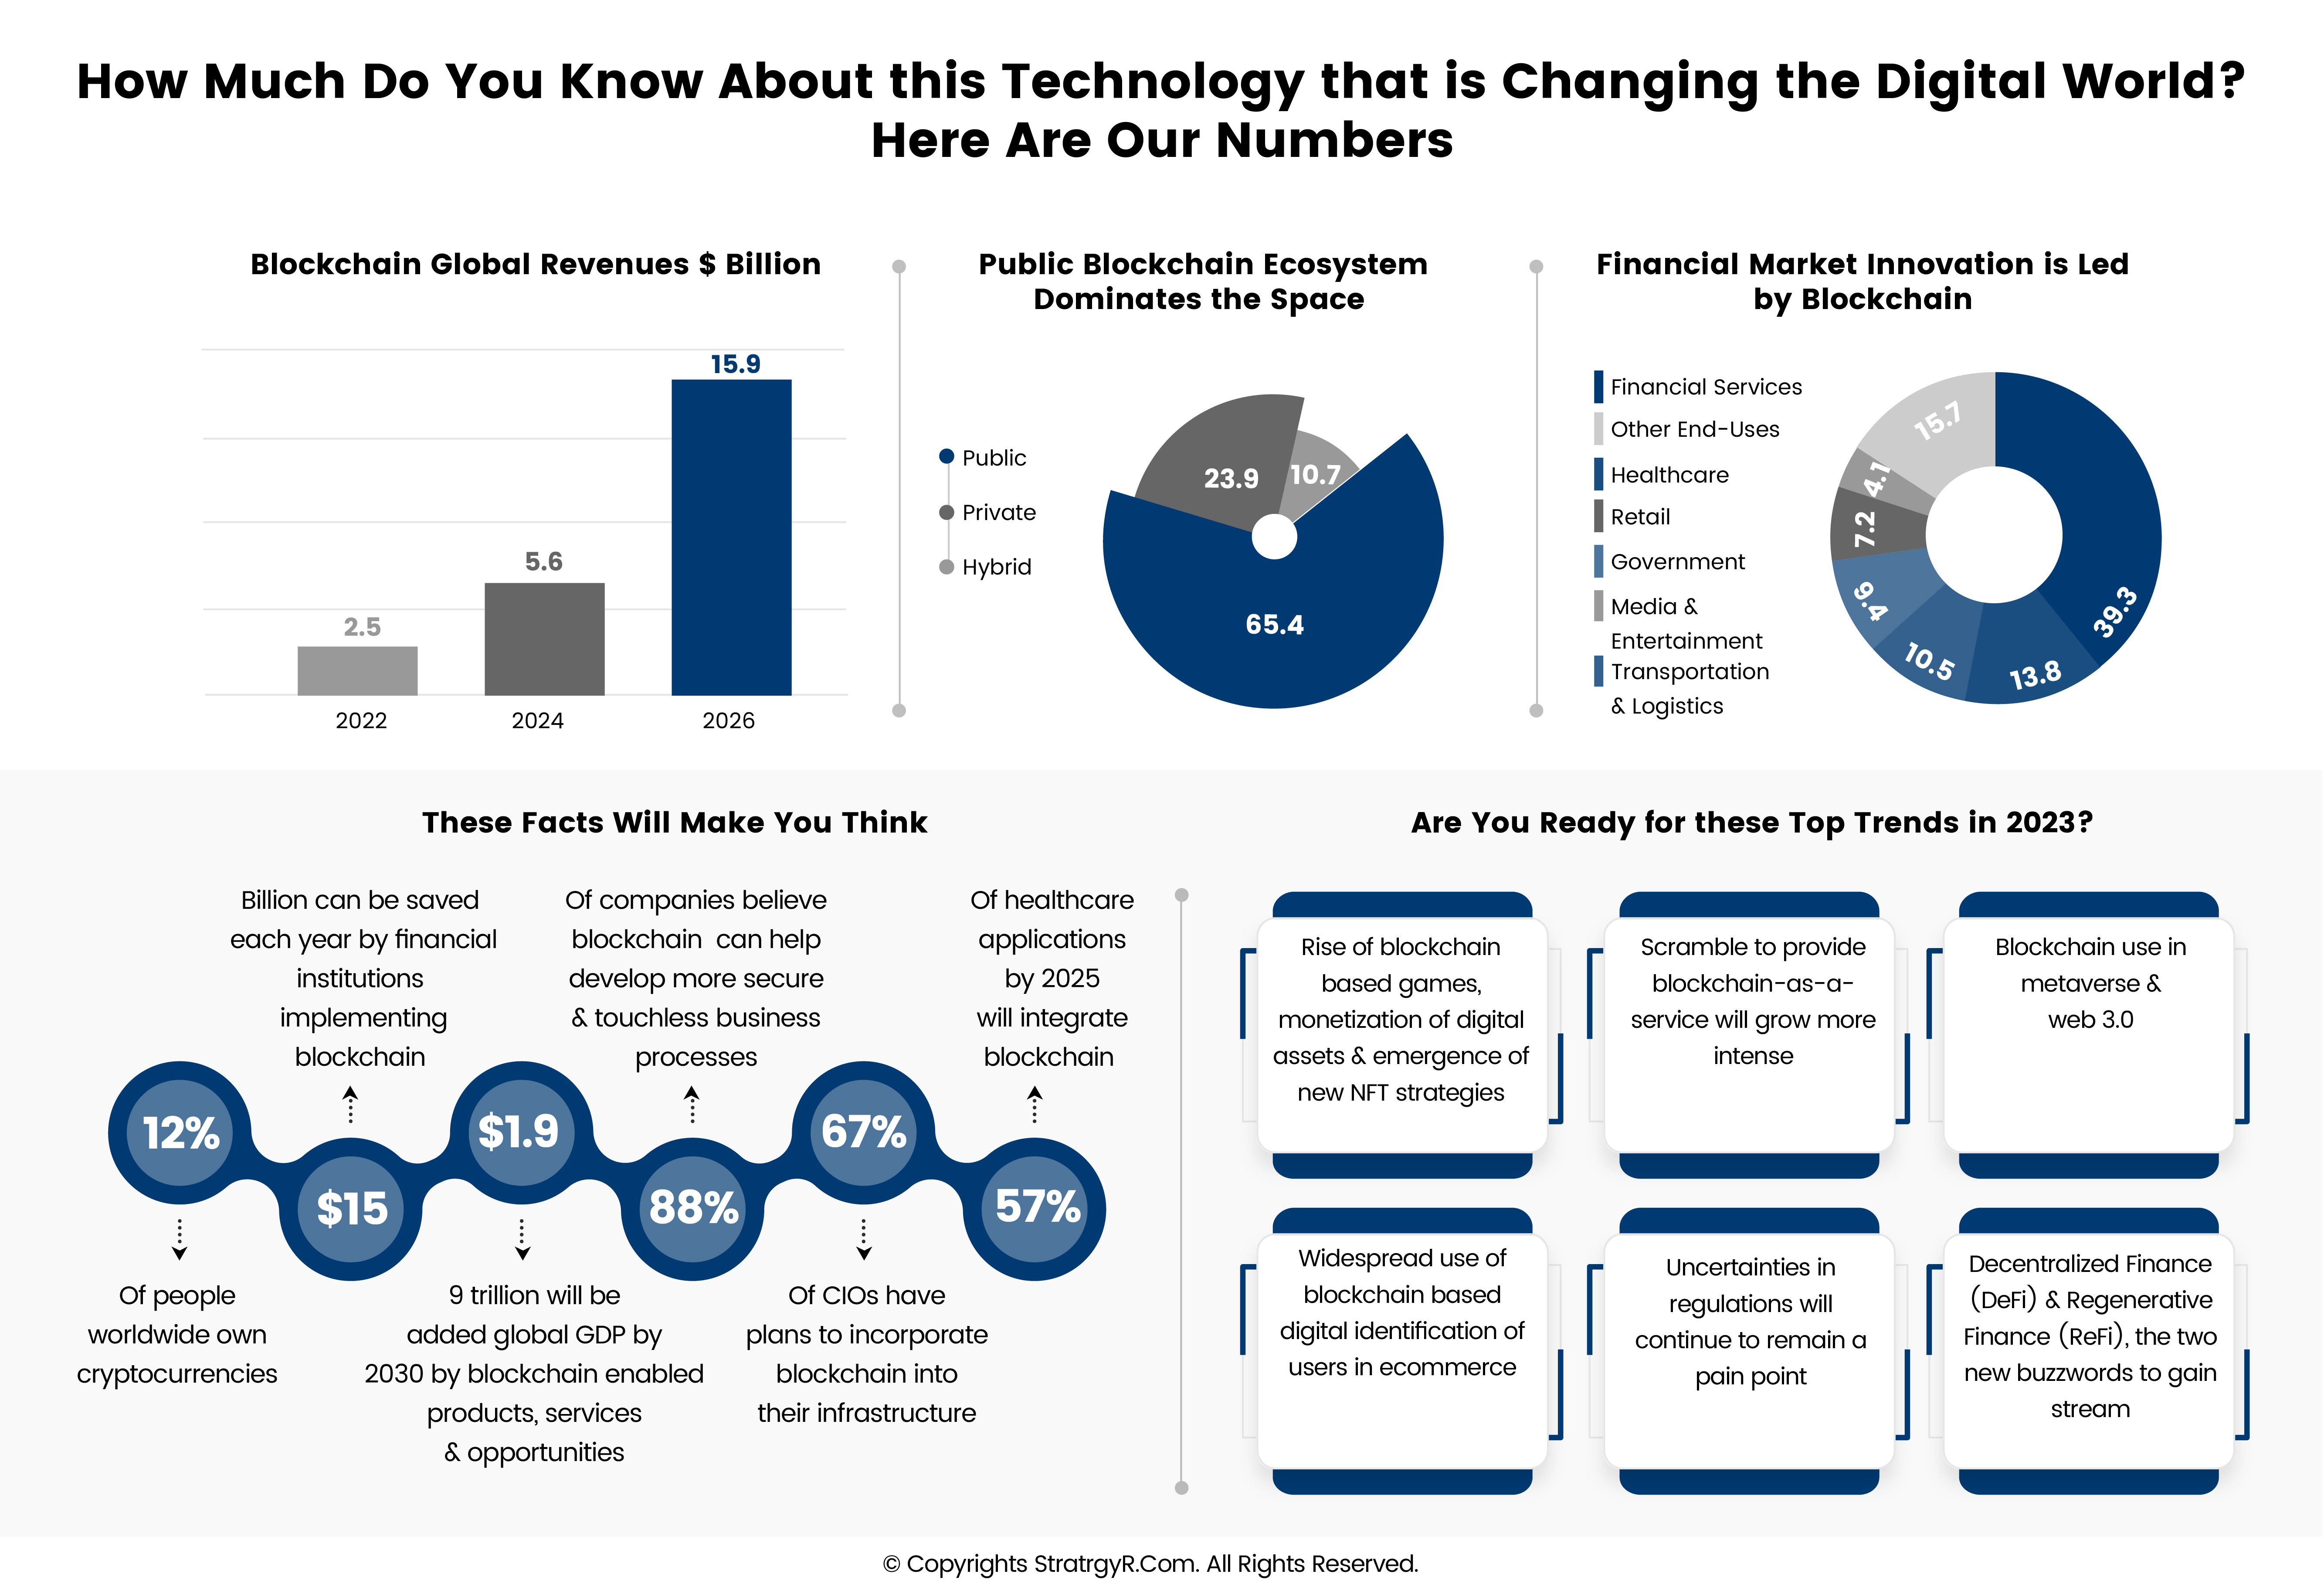 How Much Do You Know About this Technology that is Changing the Digital World?
Here Are Our Numbers
Blockchain Global Revenues $ Billion
15.9
5.6
2.5
2022
2024
2026
Public Blockchain Ecosystem
Dominates the Space
Public
Private
Hybrid
23.9
10.7
65.4
Financial Market Innovation is Led
by Blockchain
Financial Services
Other End-Uses
Healthcare
Retail
Government
Media &
Entertainment
Transportation
& Logistics
15.7
4.1
7.2
9.4
10.5
13.8
39.3
These Facts Will Make You Think
Billion can be saved
each year by financial
institutions
implementing
blockchain
Of companies believe
blockchain  can help
develop more secure
& touchless business
processes
Of healthcare
applications
by 2025
will integrate
blockchain
12%
$15
$1.9
88%
67%
57%
Of people
worldwide own
cryptocurrencies
9 trillion will be
added global GDP by
2030 by blockchain enabled
products, services
& opportunities
Of CIOs have
plans to incorporate
blockchain into
their infrastructure
Are You Ready for these Top Trends in 2023?
Rise of blockchain
based games,
monetization of digital
assets & emergence of
new NFT strategies
Scramble to provide
blockchain-as-a-
service will grow more
intense
Blockchain use in
metaverse &
web 3.0
Widespread use of
blockchain based
digital identification of
users in ecommerce
Uncertainties in
regulations will
continue to remain a
pain point
Decentralized Finance
(DeFi) & Regenerative
Finance (ReFi), the two
new buzzwords to gain
stream
© Copyrights StratrgyR.Com. All Rights Reserved.